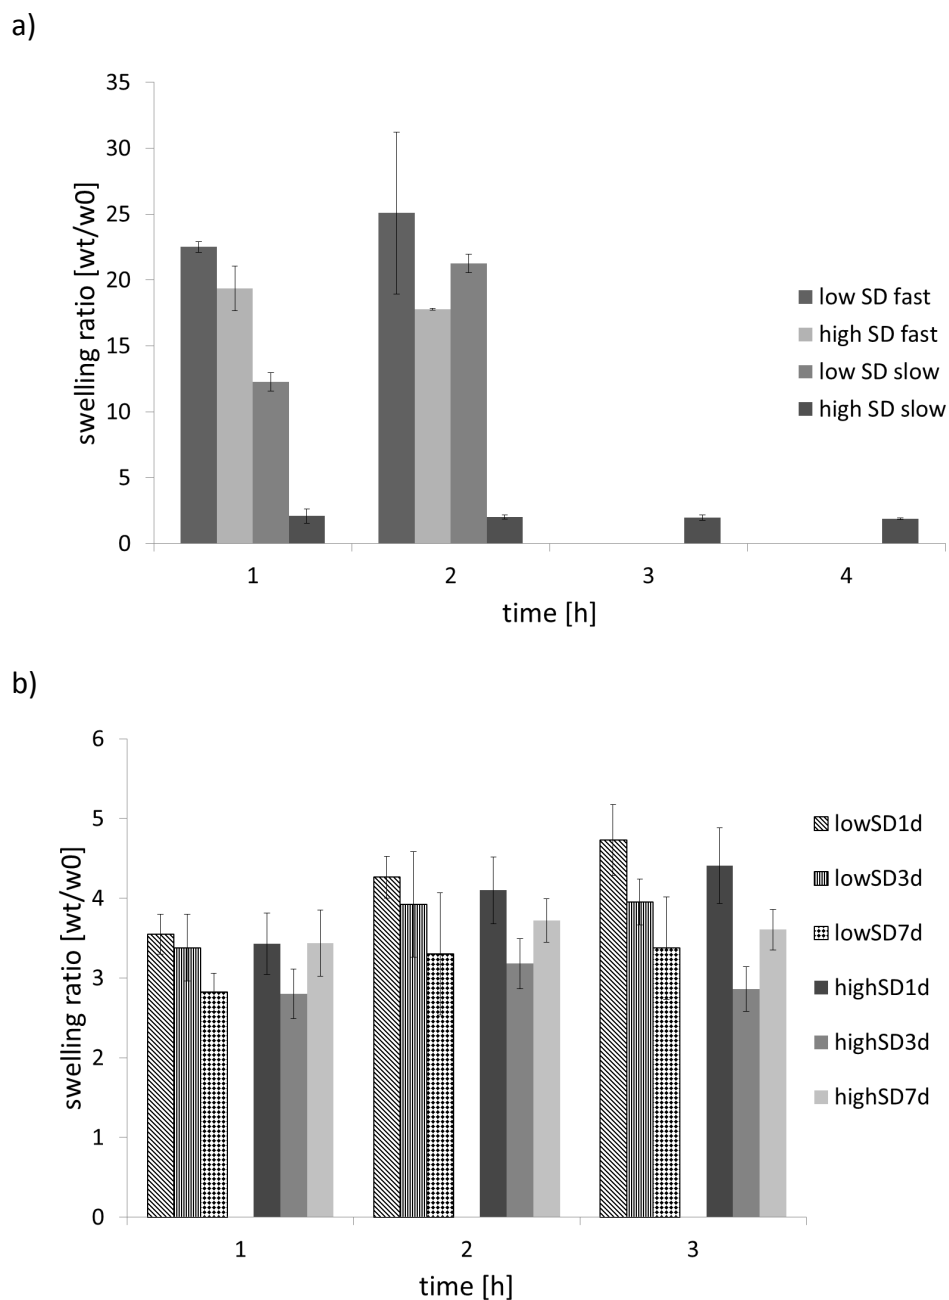 a)
35
30
25
20
15
10
5
0
swelling ratio [wt/w0]
1 2 3 4
time [h]
low SD fast
high SD fast
low SD slow
high SD slow
b)
6
5
4
3
2
1
0
swelling ratio [wt/w0]
1 2 3
time [h]
lowSD1d
lowSD3d
lowSD7d
highSD1d
highSD3d
highSD7d